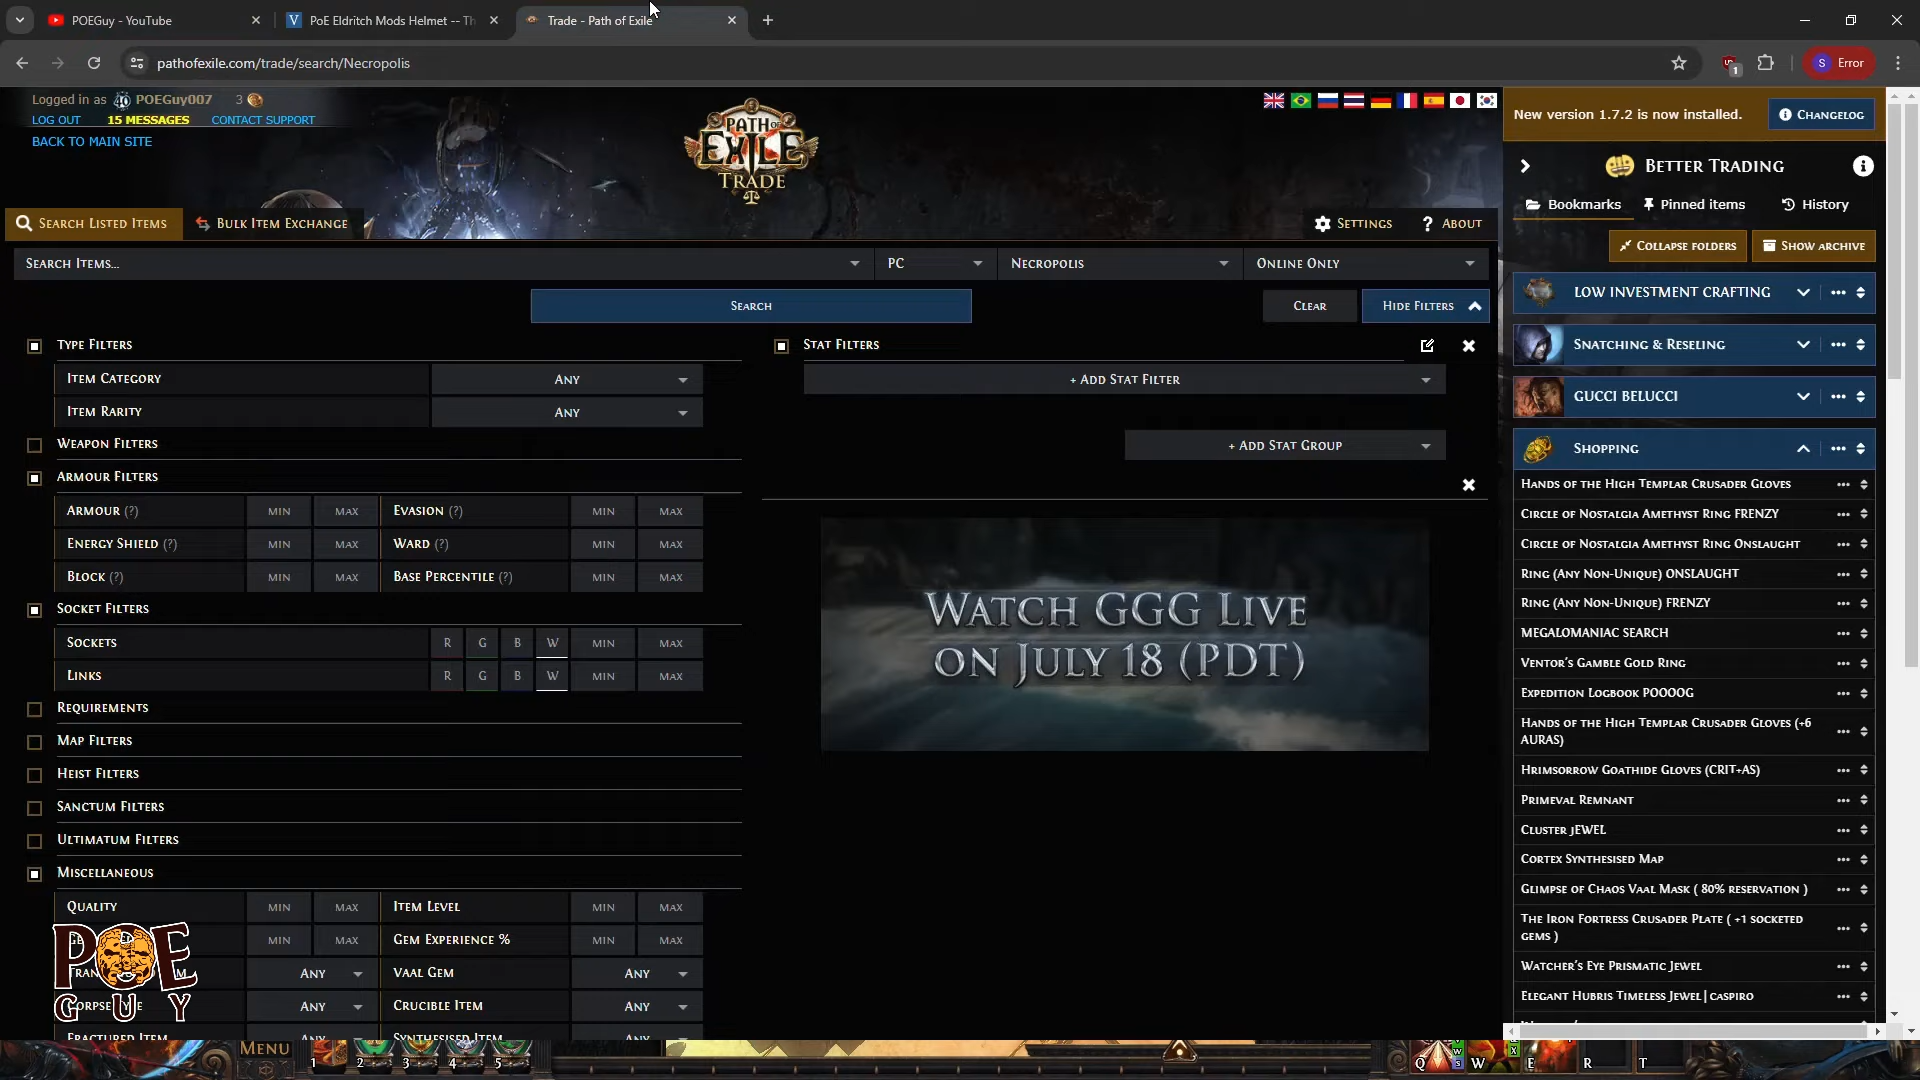 POEGuy - YouTube
PoE Eldritch Mods Helmet -- Th
Trade - Path of Exile
pathofexile.com/trade/search/Necropolis
1
S Error
Logged in as 40 POEGuy007 3
LOG OUT 15 MESSAGES CONTACT SUPPORT
BACK TO MAIN SITE
PATH OF EXILE TRADE
Search Listed Items
Bulk Item Exchange
Settings
? About
Search Items...
PC
Necropolis
Online Only
Search
Clear
Hide Filters
Type Filters
Item Category Any
Item Rarity Any
Weapon Filters
Armour Filters
Armour (?) MIN MAX Evasion (?) MIN MAX
Energy Shield (?) MIN MAX Ward (?) MIN MAX
Block (?) MIN MAX Base Percentile (?) MIN MAX
Socket Filters
Sockets R G B W MIN MAX
Links R G B W MIN MAX
Requirements
Map Filters
Heist Filters
Sanctum Filters
Ultimatum Filters
Miscellaneous
Quality MIN MAX Item Level MIN MAX
MIN MAX Gem Experience % MIN MAX
Any Vaal Gem Any
Any Crucible Item Any
Fractured Item Synthesised Item
POE
GUY
Stat Filters
+ Add Stat Filter
+ Add Stat Group
Watch GGG Live
on July 18 (PDT)
New version 1.7.2 is now installed.
Changelog
Better Trading
Bookmarks
Pinned items
History
Collapse folders
Show archive
LOW INVESTMENT CRAFTING
Snatching & Reseling
GUCCI BELUCCI
Shopping
Hands of the High Templar Crusader Gloves
Circle of Nostalgia Amethyst Ring FRENZY
Circle of Nostalgia Amethyst Ring Onslaught
Ring (Any Non-Unique) ONSLAUGHT
Ring (Any Non-Unique) FRENZY
MEGALOMANIAC SEARCH
Ventor's Gamble Gold Ring
Expedition Logbook POOOOG
Hands of the High Templar Crusader Gloves (+6
AURAS)
Hrimsorrow Goathide Gloves (CRIT+AS)
Primeval Remnant
Cluster jEWEL
Cortex Synthesised Map
Glimpse of Chaos Vaal Mask ( 80% reservation )
The Iron Fortress Crusader Plate ( +1 socketed
gems )
Watcher's Eye Prismatic Jewel
Elegant Hubris Timeless Jewel | caspiro
MENU
1 2 3 4 5
Q W E R T